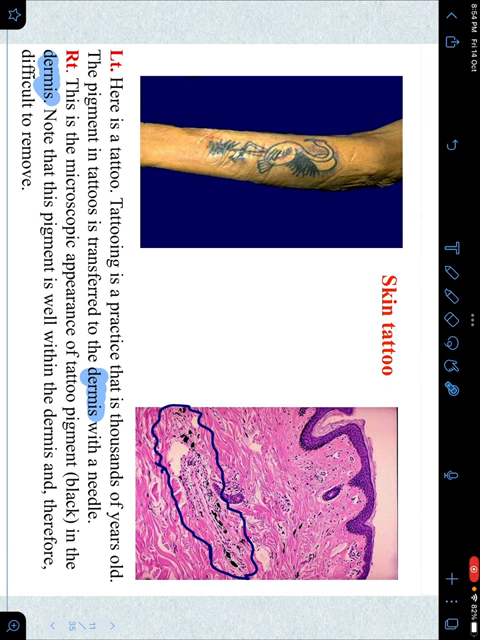 8:54 PM Fri 14 Oct
82%
Skin tattoo
Lt. Here is a tattoo. Tattooing is a practice that is thousands of years old.
The pigment in tattoos is transferred to the dermis with a needle.
Rt. This is the microscopic appearance of tattoo pigment (black) in the
dermis. Note that this pigment is well within the dermis and, therefore,
difficult to remove.
11 / 35